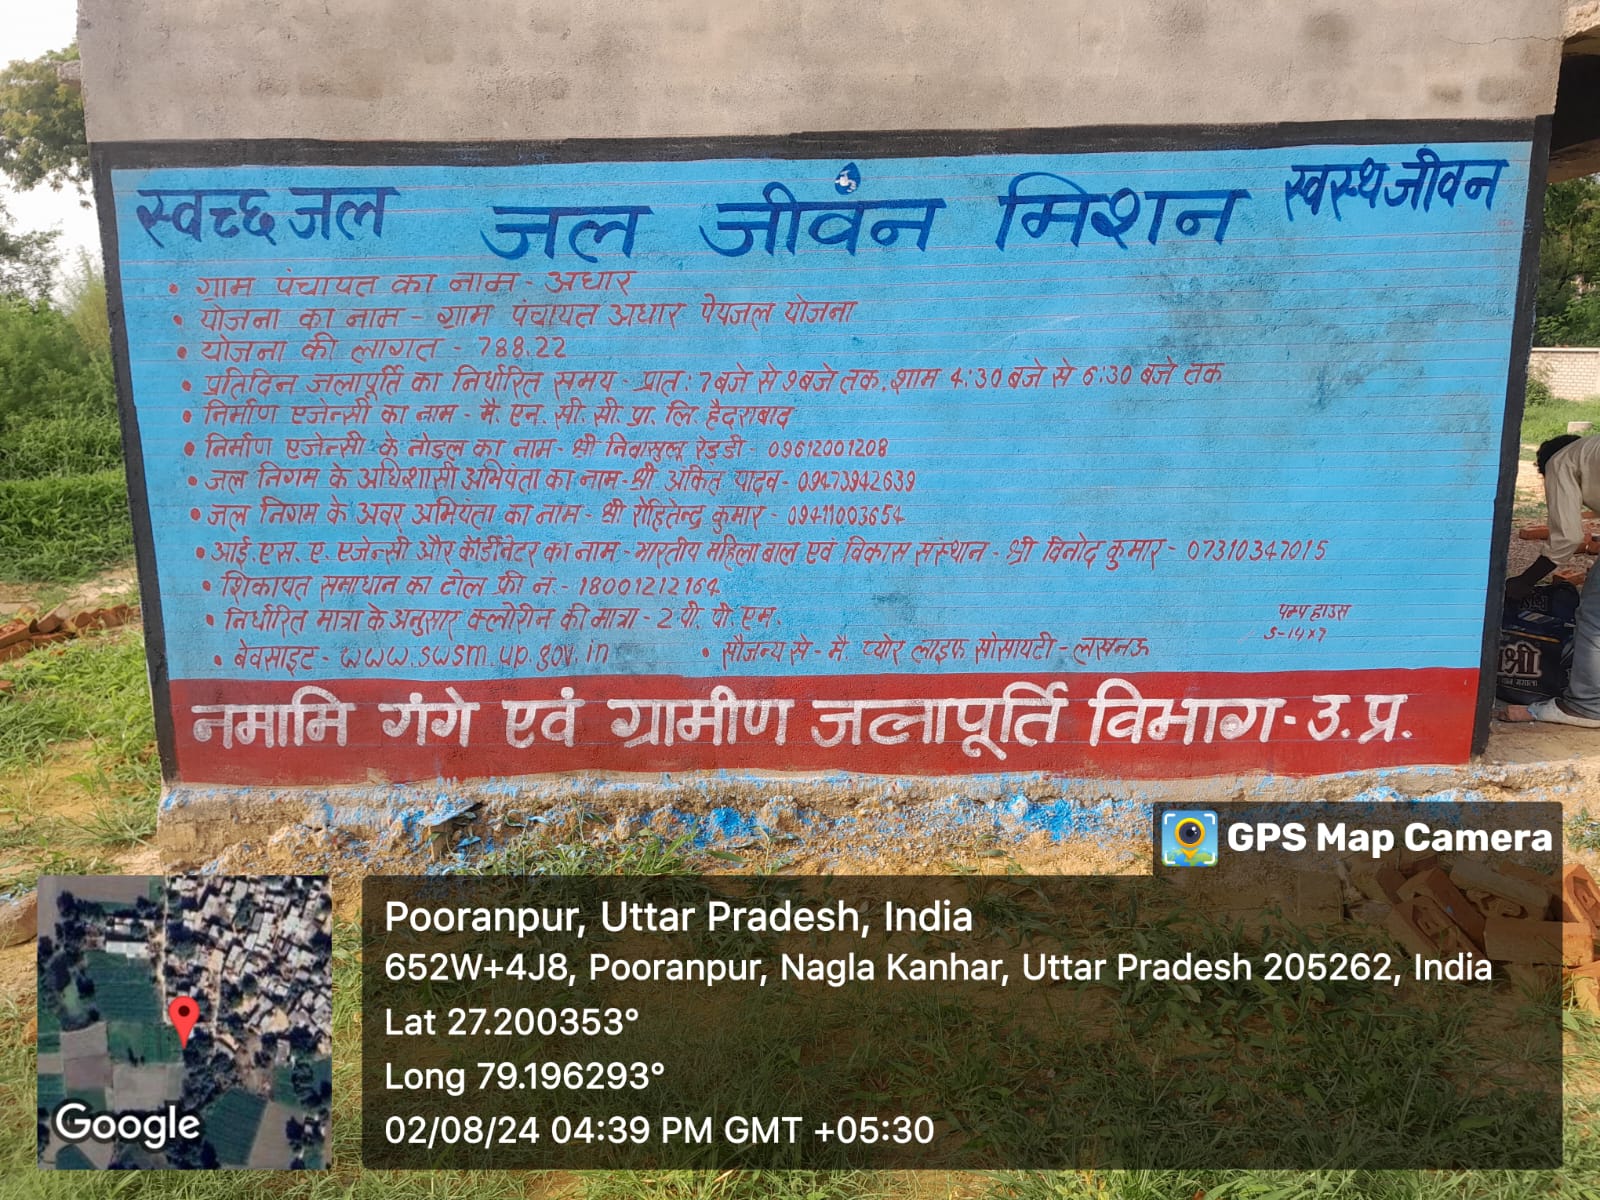 स्वच्छ जल जल जीवन मिशन स्वस्थ जीवन
• ग्राम पंचायत का नाम - अधार
• योजना का नाम - ग्राम पंचायत अधार पेयजल योजना
• योजना की लागत - 788.22
• प्रतिदिन जलापूर्ति का निर्धारित समय - प्रात: 7 बजे से 9 बजे तक, शाम 4:30 बजे से 6:30 बजे तक
• निर्माण एजेन्सी का नाम - मै. एन. सी. सी. प्रा. लि. हैदराबाद
• निर्माण एजेन्सी के नोडल का नाम - श्री निवासुलू रेड्डी - 09612001208
• जल निगम के अधिशासी अभियंता का नाम - श्री अंकित यादव - 09473942639
• जल निगम के अवर अभियंता का नाम - श्री रोहितेन्द्र कुमार - 09411003654
• आई. एस. ए. एजेन्सी और कॉर्डीनेटर का नाम - भारतीय महिला बाल एवं विकास संस्थान - श्री विनोद कुमार - 07310347015
• शिकायत समाधान का टोल फ्री नं. - 18001212164
• निर्धारित मात्रा के अनुसार क्लोरीन की मात्रा - 2 पी. पी. एम.
पम्प हाउस
5-14x7
• वेबसाइट - www.swsm.up.gov.in • सौजन्य से - मै. प्योर लाइफ सोसायटी - लखनऊ
नमामि गंगे एवं ग्रामीण जलापूर्ति विभाग - उ. प्र.
श्री
GPS Map Camera
Pooranpur, Uttar Pradesh, India
652W+4J8, Pooranpur, Nagla Kanhar, Uttar Pradesh 205262, India
Lat 27.200353°
Long 79.196293°
02/08/24 04:39 PM GMT +05:30
Google